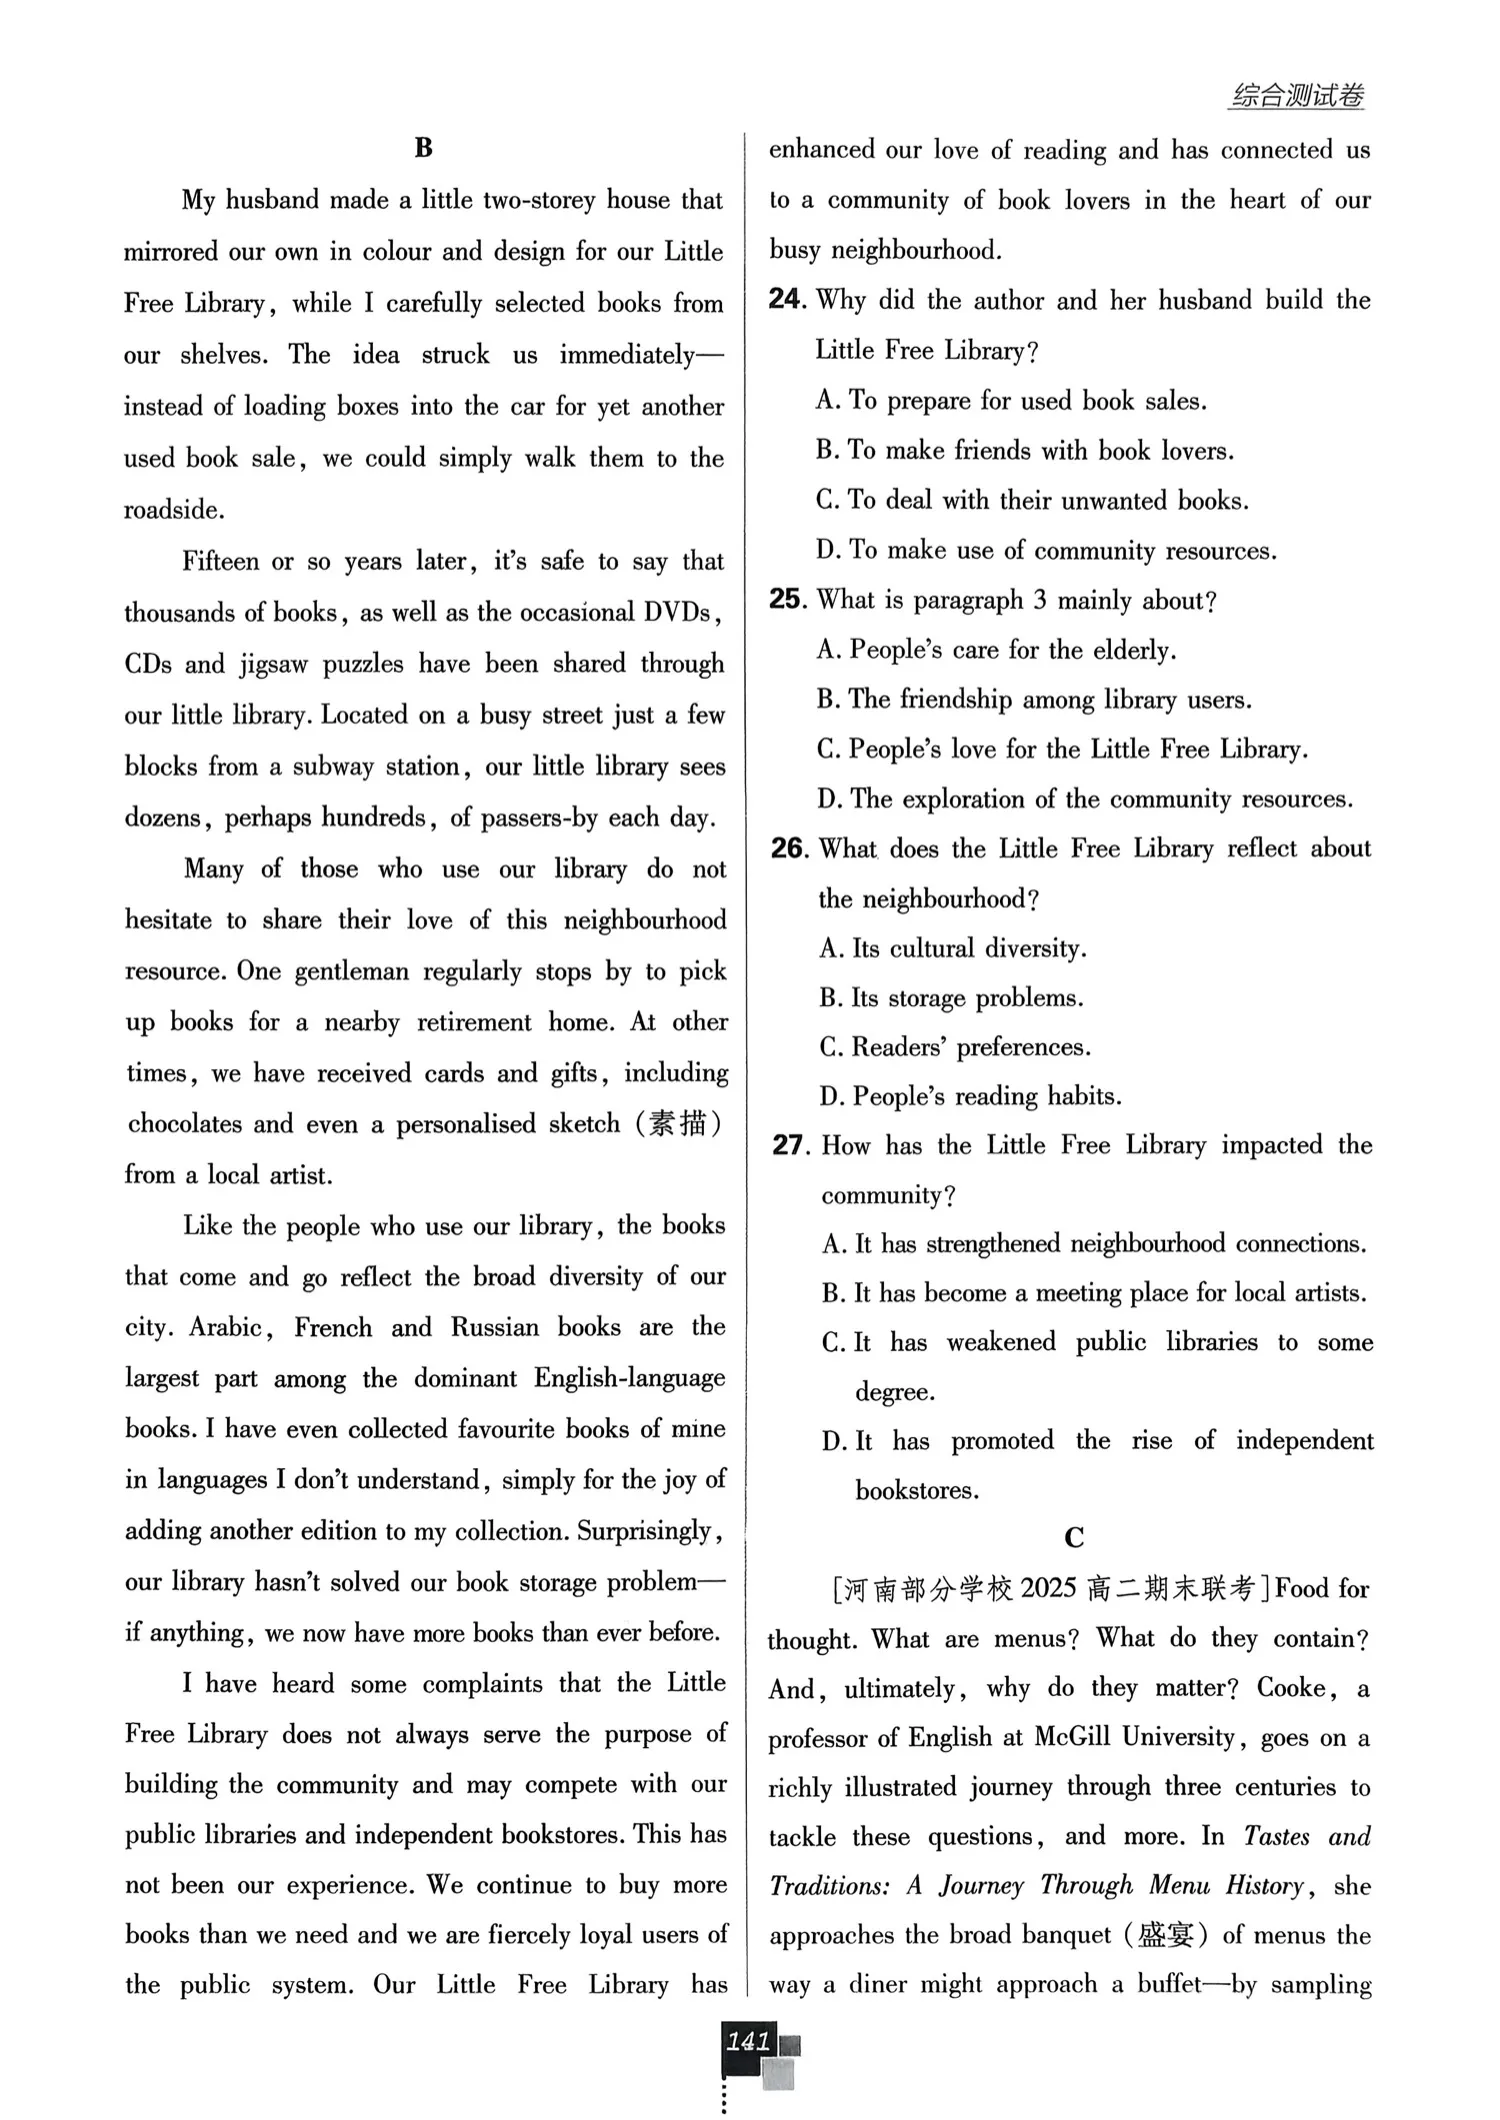 综合测试卷
B
My husband made a little two-storey house that
mirrored our own in colour and design for our Little
Free Library, while I carefully selected books from
our shelves. The idea struck us immediately—
instead of loading boxes into the car for yet another
used book sale, we could simply walk them to the
roadside.
Fifteen or so years later, it's safe to say that
thousands of books, as well as the occasional DVDs,
CDs and jigsaw puzzles have been shared through
our little library. Located on a busy street just a few
blocks from a subway station, our little library sees
dozens, perhaps hundreds, of passers-by each day.
Many of those who use our library do not
hesitate to share their love of this neighbourhood
resource. One gentleman regularly stops by to pick
up books for a nearby retirement home. At other
times, we have received cards and gifts, including
chocolates and even a personalised sketch (素描)
from a local artist.
Like the people who use our library, the books
that come and go reflect the broad diversity of our
city. Arabic, French and Russian books are the
largest part among the dominant English-language
books. I have even collected favourite books of mine
in languages I don't understand, simply for the joy of
adding another edition to my collection. Surprisingly,
our library hasn't solved our book storage problem—
if anything, we now have more books than ever before.
I have heard some complaints that the Little
Free Library does not always serve the purpose of
building the community and may compete with our
public libraries and independent bookstores. This has
not been our experience. We continue to buy more
books than we need and we are fiercely loyal users of
the public system. Our Little Free Library has
enhanced our love of reading and has connected us
to a community of book lovers in the heart of our
busy neighbourhood.
24. Why did the author and her husband build the
Little Free Library?
A. To prepare for used book sales.
B. To make friends with book lovers.
C. To deal with their unwanted books.
D. To make use of community resources.
25. What is paragraph 3 mainly about?
A. People's care for the elderly.
B. The friendship among library users.
C. People's love for the Little Free Library.
D. The exploration of the community resources.
26. What does the Little Free Library reflect about
the neighbourhood?
A. Its cultural diversity.
B. Its storage problems.
C. Readers' preferences.
D. People's reading habits.
27. How has the Little Free Library impacted the
community?
A. It has strengthened neighbourhood connections.
B. It has become a meeting place for local artists.
C. It has weakened public libraries to some
degree.
D. It has promoted the rise of independent
bookstores.
C
[河南部分学校2025高二期末联考]Food for
thought. What are menus? What do they contain?
And, ultimately, why do they matter? Cooke, a
professor of English at McGill University, goes on a
richly illustrated journey through three centuries to
tackle these questions, and more. In Tastes and
Traditions: A Journey Through Menu History, she
approaches the broad banquet (盛宴) of menus the
way a diner might approach a buffet—by sampling
141